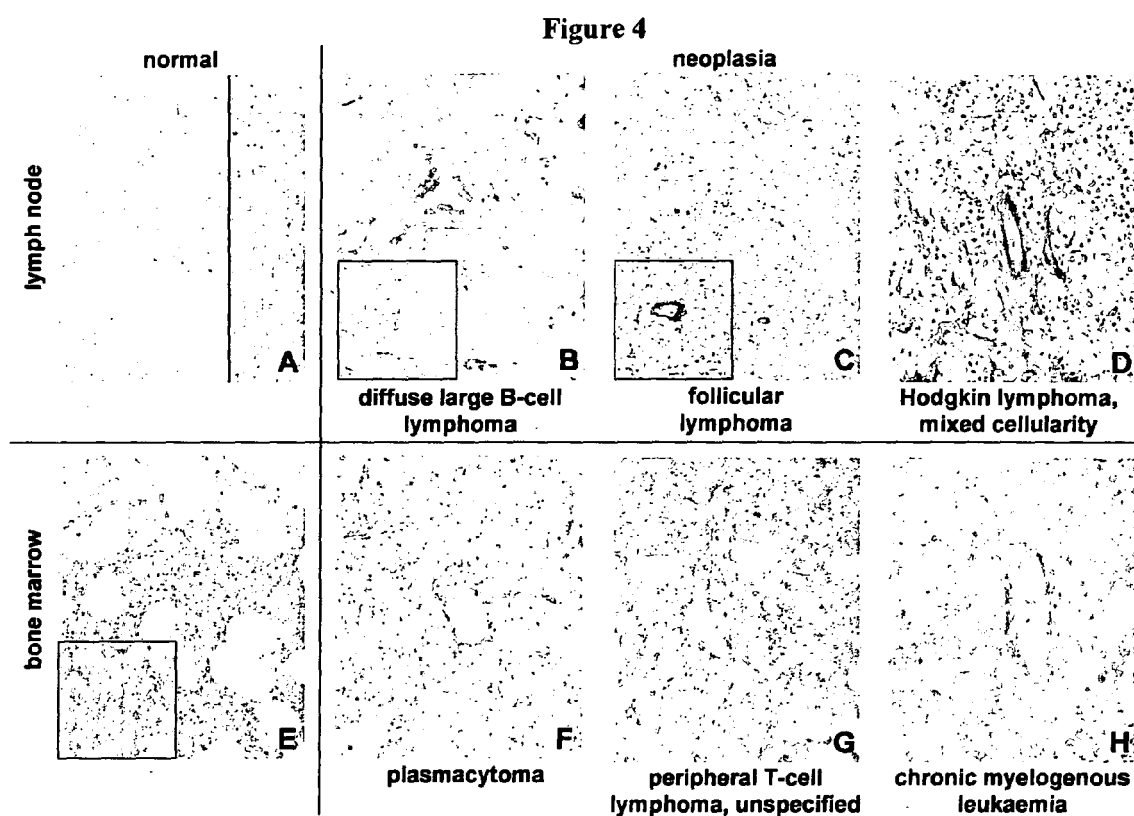 Figure 4
normal
neoplasia
lymph node
A
B
C
D
diffuse large B-cell
lymphoma
follicular
lymphoma
Hodgkin lymphoma,
mixed cellularity
bone marrow
E
F
G
H
plasmacytoma
peripheral T-cell
lymphoma, unspecified
chronic myelogenous
leukaemia